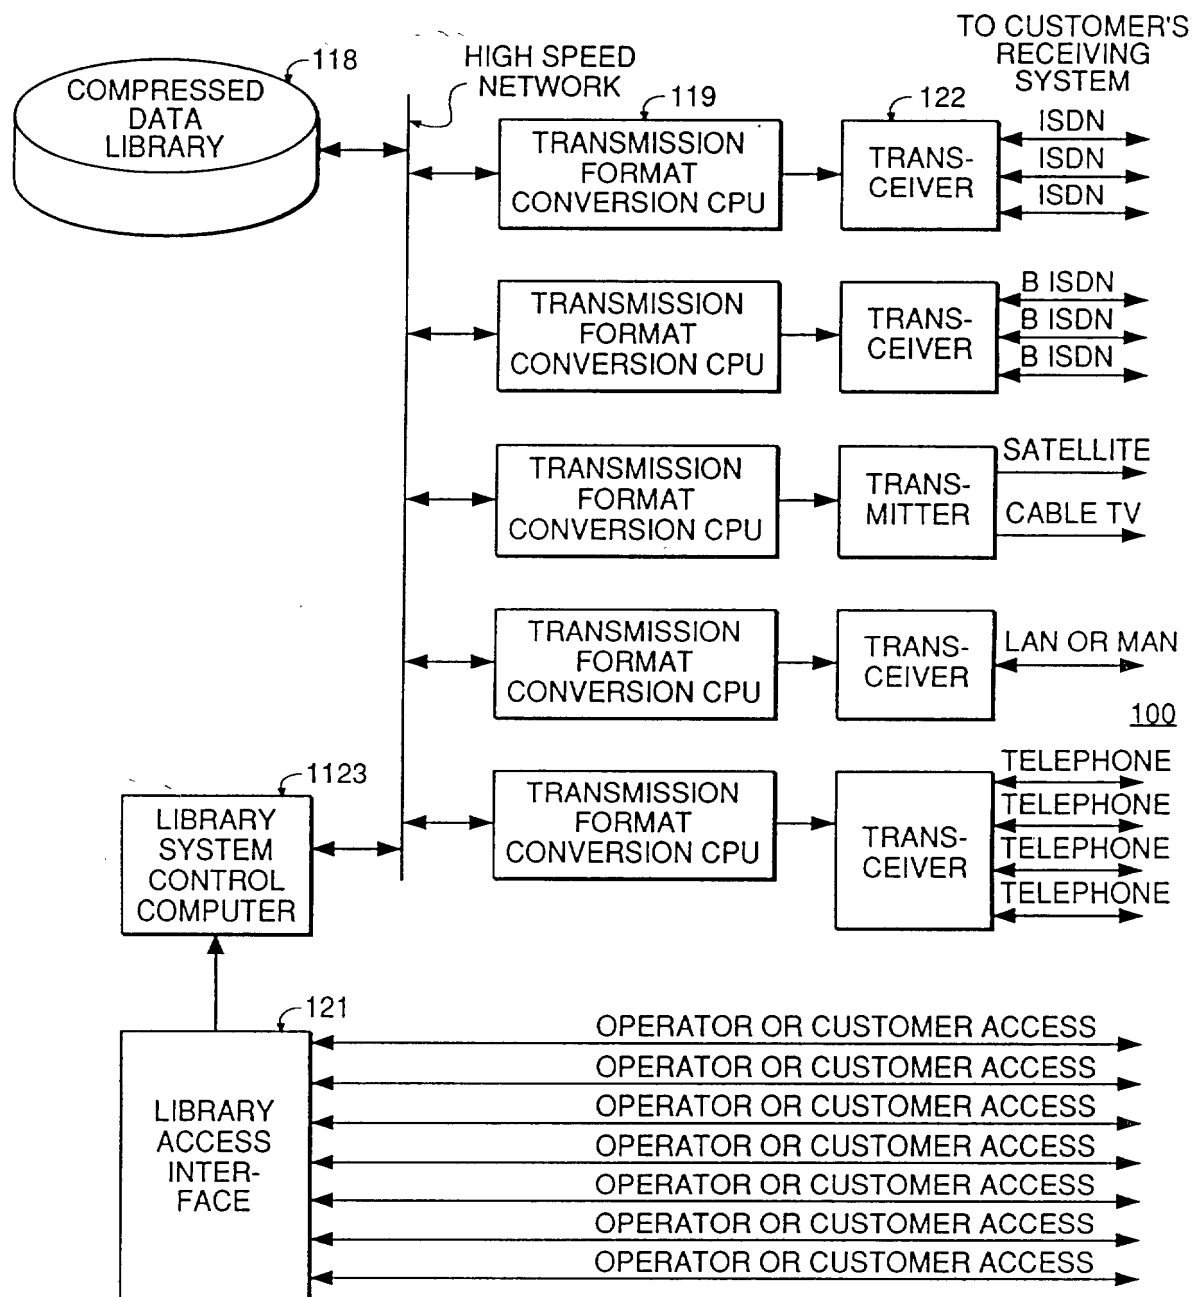 TO CUSTOMER'S
RECEIVING
SYSTEM
118
COMPRESSED
DATA
LIBRARY
HIGH SPEED
NETWORK
119
TRANSMISSION
FORMAT
CONVERSION CPU
122
TRANS-
CEIVER
ISDN
ISDN
ISDN
TRANSMISSION
FORMAT
CONVERSION CPU
TRANS-
CEIVER
B ISDN
B ISDN
B ISDN
TRANSMISSION
FORMAT
CONVERSION CPU
TRANS-
MITTER
SATELLITE
CABLE TV
TRANSMISSION
FORMAT
CONVERSION CPU
TRANS-
CEIVER
LAN OR MAN
100
1123
LIBRARY
SYSTEM
CONTROL
COMPUTER
TRANSMISSION
FORMAT
CONVERSION CPU
TRANS-
CEIVER
TELEPHONE
TELEPHONE
TELEPHONE
TELEPHONE
121
LIBRARY
ACCESS
INTER-
FACE
OPERATOR OR CUSTOMER ACCESS
OPERATOR OR CUSTOMER ACCESS
OPERATOR OR CUSTOMER ACCESS
OPERATOR OR CUSTOMER ACCESS
OPERATOR OR CUSTOMER ACCESS
OPERATOR OR CUSTOMER ACCESS
OPERATOR OR CUSTOMER ACCESS